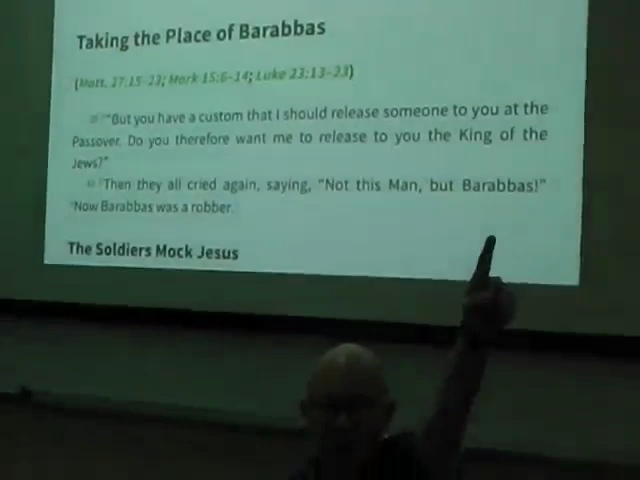 Taking the Place of Barabbas
(Matt. 27:15–23; Mark 15:6–14; Luke 23:13–23)
39 "But you have a custom that I should release someone to you at the
Passover. Do you therefore want me to release to you the King of the
Jews?"
40 Then they all cried again, saying, "Not this Man, but Barabbas!"
Now Barabbas was a robber.
The Soldiers Mock Jesus